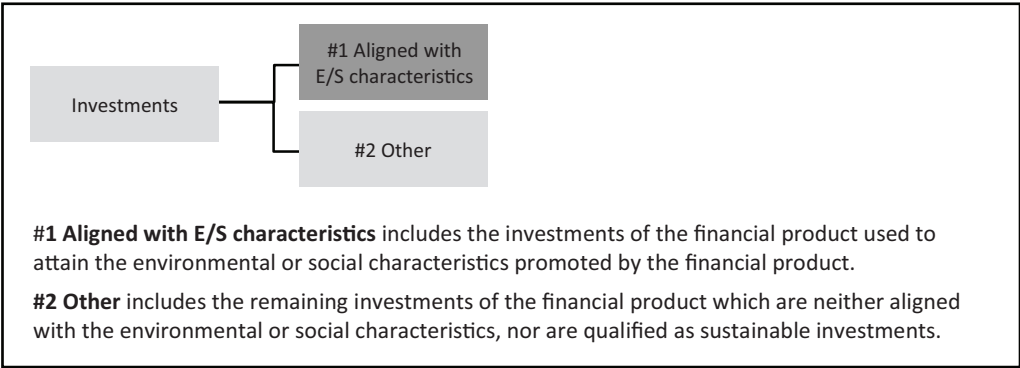 #1 Aligned with
E/S characteristics
Investments
#2 Other
#1 Aligned with E/S characteristics includes the investments of the financial product used to
attain the environmental or social characteristics promoted by the financial product.
#2 Other includes the remaining investments of the financial product which are neither aligned
with the environmental or social characteristics, nor are qualified as sustainable investments.